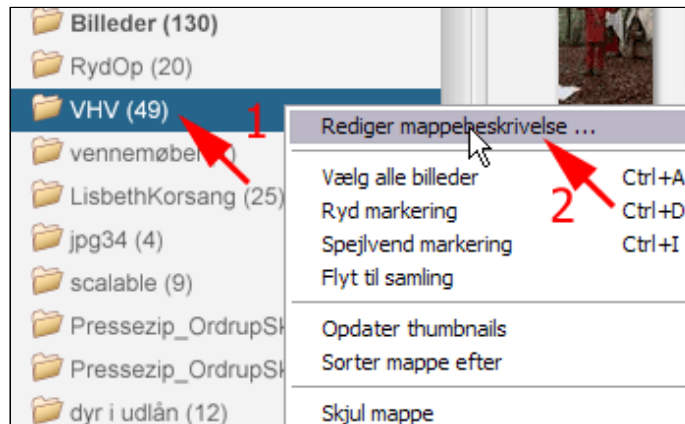 Billeder (130)
RydOp (20)
VHV (49)
1
LisbethKorsang (25)
jpg34 (4)
scalable (9)
dyr i udlån (12)
Rediger mappebeskrivelse ...
Vælg alle billeder Ctrl+A
2
Ryd markering Ctrl+D
Spejlvend markering Ctrl+I
Flyt til samling
Opdater thumbnails
Sorter mappe efter
Skjul mappe